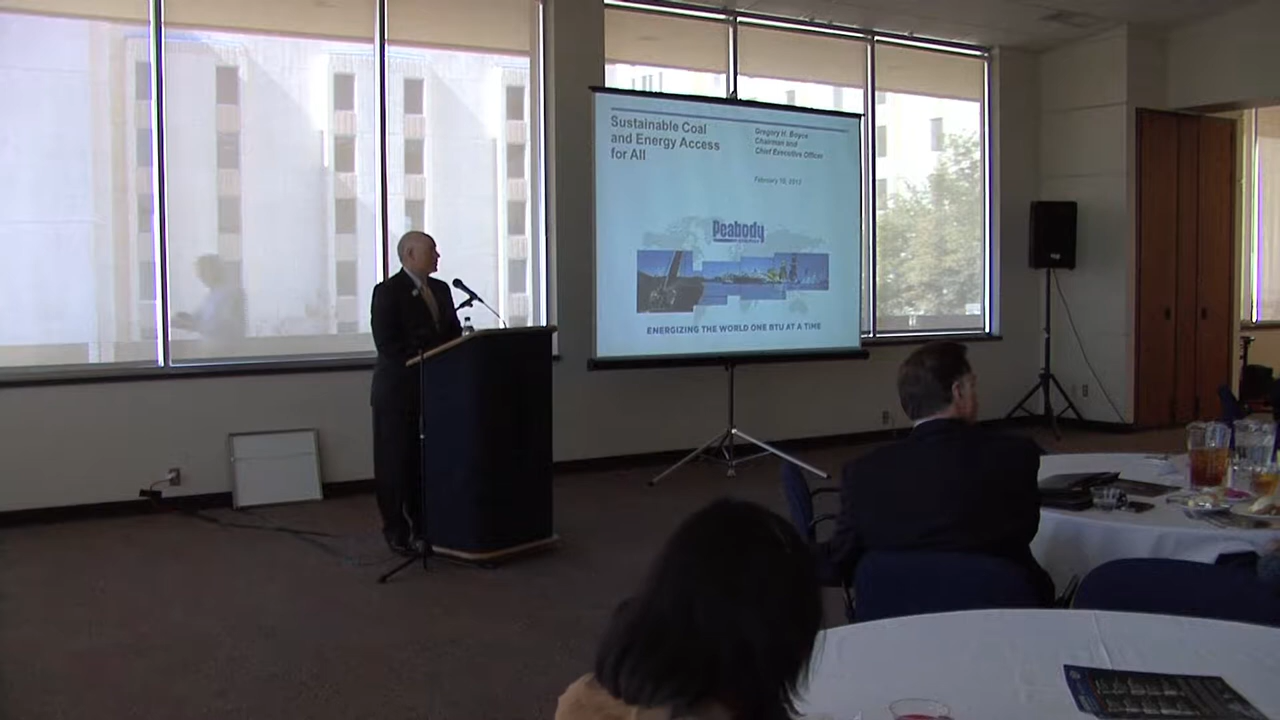 Sustainable Coal
and Energy Access
for All
Gregory H. Boyce
Chairman and
Chief Executive Officer
Peabody
ENERGIZING THE WORLD ONE BTU AT A TIME